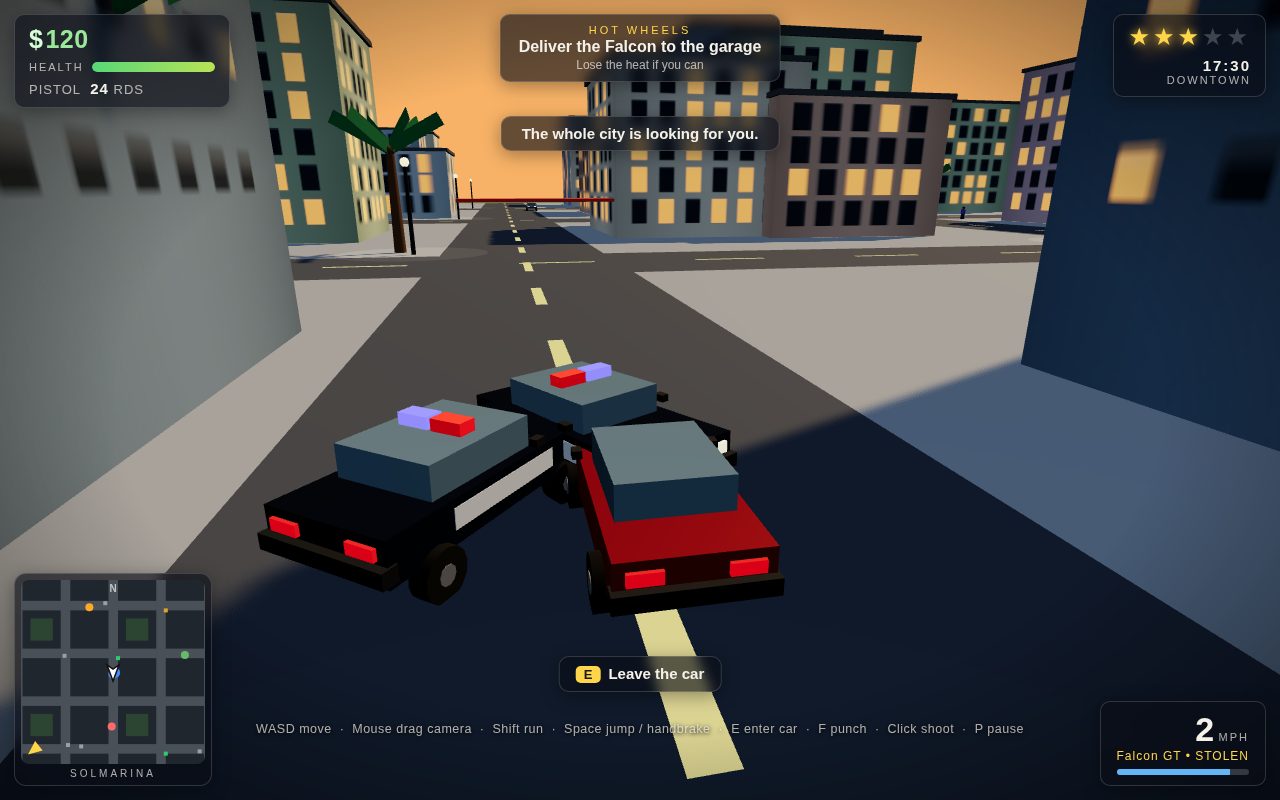 $120
HEALTH
PISTOL 24 RDS
HOT WHEELS
Deliver the Falcon to the garage
Lose the heat if you can
The whole city is looking for you.
★★★★★
17:30
DOWNTOWN
N
SOLMARINA
E Leave the car
WASD move · Mouse drag camera · Shift run · Space jump / handbrake · E enter car · F punch · Click shoot · P pause
2 MPH
Falcon GT • STOLEN